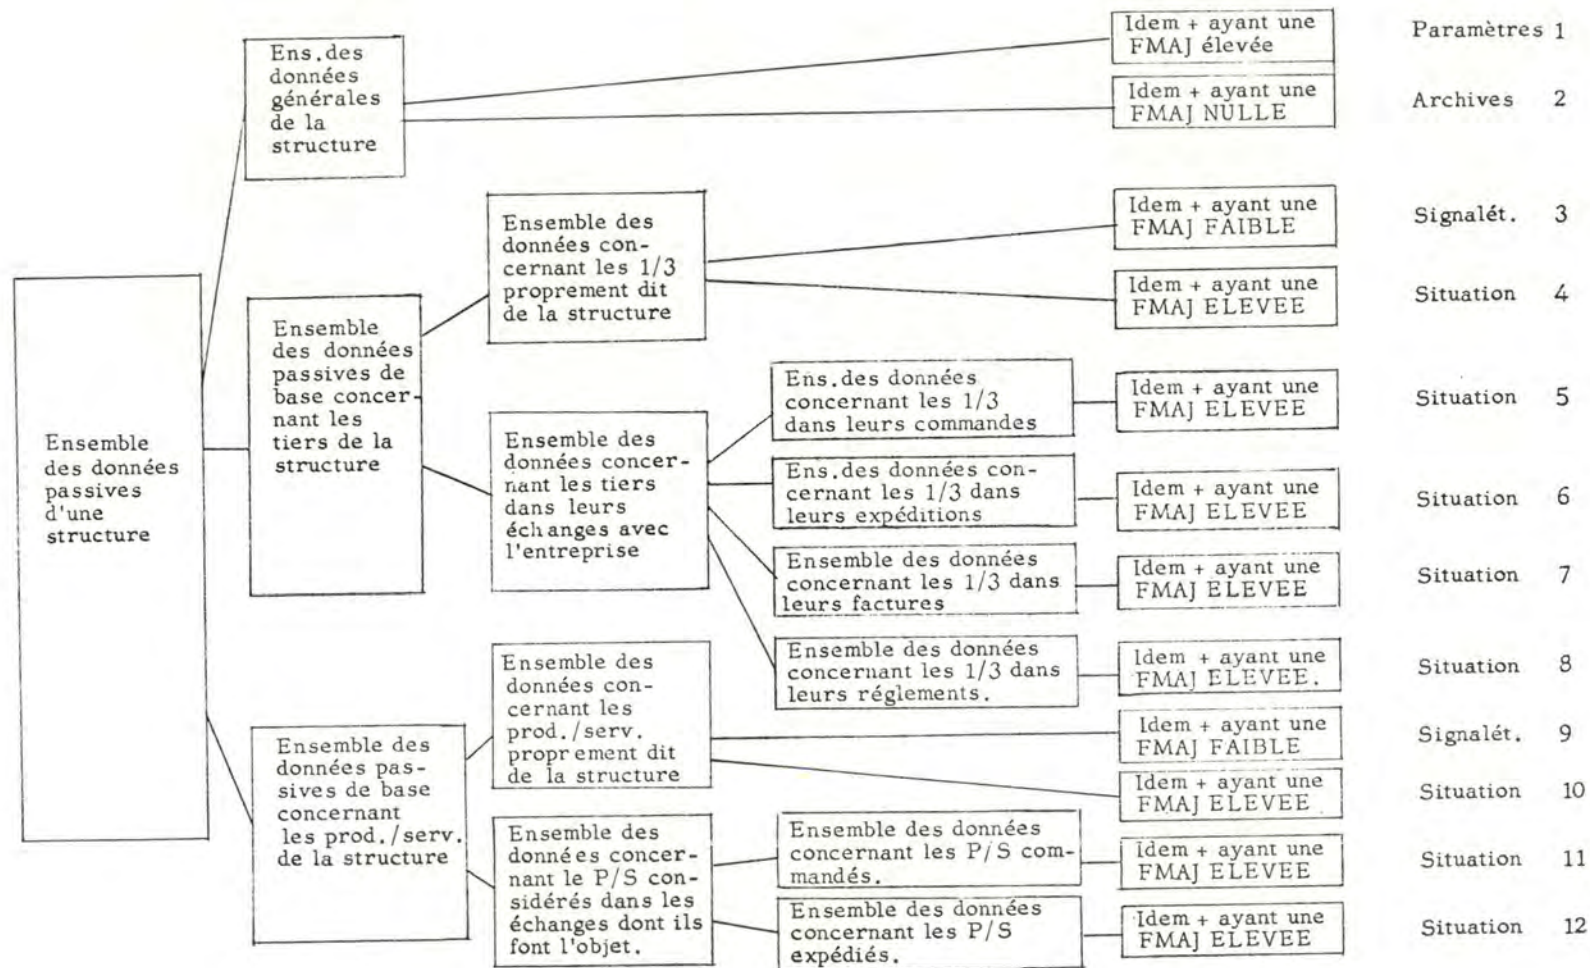 Ensemble
des données
passives
d'une
structure
Ens.des
données
générales
de la
structure
Idem + ayant une
FMAJ élevée
Paramètres 1
Idem + ayant une
FMAJ NULLE
Archives 2
Ensemble
des données
passives de
base concer-
nant les
tiers de la
structure
Ensemble des
données con-
cernant les 1/3
proprement dit
de la structure
Idem + ayant une
FMAJ FAIBLE
Signalét. 3
Idem + ayant une
FMAJ ELEVEE
Situation 4
Ensemble des
données concer-
nant les tiers
dans leurs
échanges avec
l'entreprise
Ens.des données
concernant les 1/3
dans leurs commandes
Idem + ayant une
FMAJ ELEVEE
Situation 5
Ens.des données con-
cernant les 1/3 dans
leurs expéditions
Idem + ayant une
FMAJ ELEVEE
Situation 6
Ensemble des données
concernant les 1/3 dans
leurs factures
Idem + ayant une
FMAJ ELEVEE
Situation 7
Ensemble des données
concernant les 1/3 dans
leurs réglements.
Idem + ayant une
FMAJ ELEVEE.
Situation 8
Ensemble des
données pas-
sives de base
concernant
les prod./serv.
de la structure
Ensemble des
données con-
cernant les
prod./serv.
proprement dit
de la structure
Idem + ayant une
FMAJ FAIBLE
Signalét. 9
Idem + ayant une
FMAJ ELEVEE
Situation 10
Ensemble des
données concer-
nant le P/S con-
sidérés dans les
échanges dont ils
font l'objet.
Ensemble des données
concernant les P/S com-
mandés.
Idem + ayant une
FMAJ ELEVEE
Situation 11
Ensemble des données
concernant les P/S
expédiés.
Idem + ayant une
FMAJ ELEVEE
Situation 12